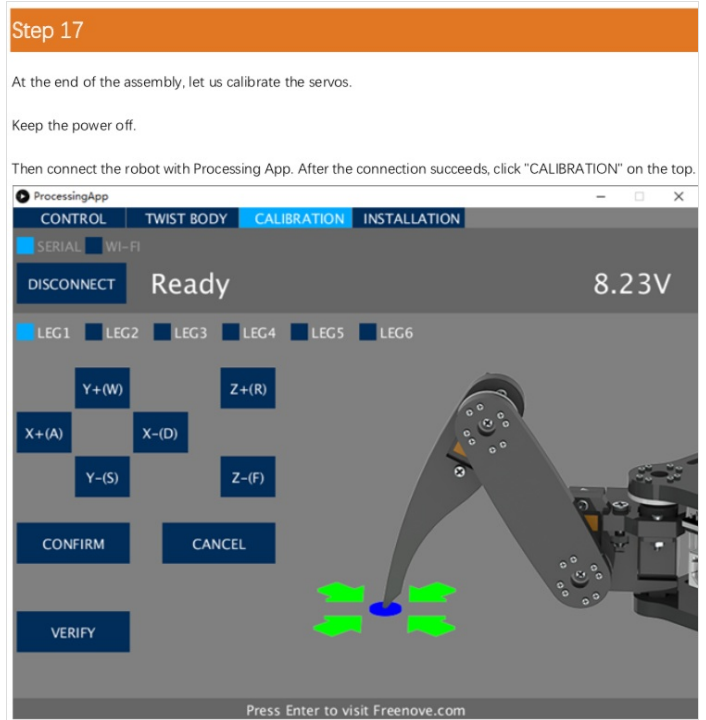 Step 17
At the end of the assembly, let us calibrate the servos.
Keep the power off.
Then connect the robot with Processing App. After the connection succeeds, click "CALIBRATION" on the top.
ProcessingApp
CONTROL TWIST BODY CALIBRATION INSTALLATION
SERIAL WI-FI
DISCONNECT Ready 8.23V
LEG1 LEG2 LEG3 LEG4 LEG5 LEG6
Y+(W) Z+(R)
X+(A) X-(D)
Y-(S) Z-(F)
CONFIRM CANCEL
VERIFY
Press Enter to visit Freenove.com